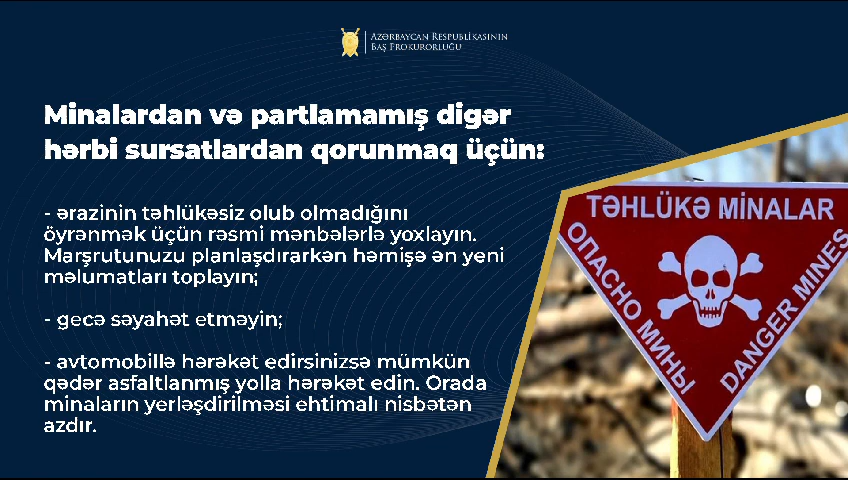 Azərbaycan Respublikasının
Baş Prokurorluğu
Minalardan və partlamamış digər
hərbi sursatlardan qorunmaq üçün:
- ərazinin təhlükəsiz olub olmadığını
öyrənmək üçün rəsmi mənbələrlə yoxlayın.
Marşrutunuzu planlaşdırarkən həmişə ən yeni
məlumatları toplayın;
- gecə səyahət etməyin;
- avtomobillə hərəkət edirsinizsə mümkün
qədər asfaltlanmış yolla hərəkət edin. Orada
minaların yerləşdirilməsi ehtimalı nisbətən
azdır.
TƏHLÜKƏ MİNALAR
ОПАСНО МИНЫ
DANGER MINES